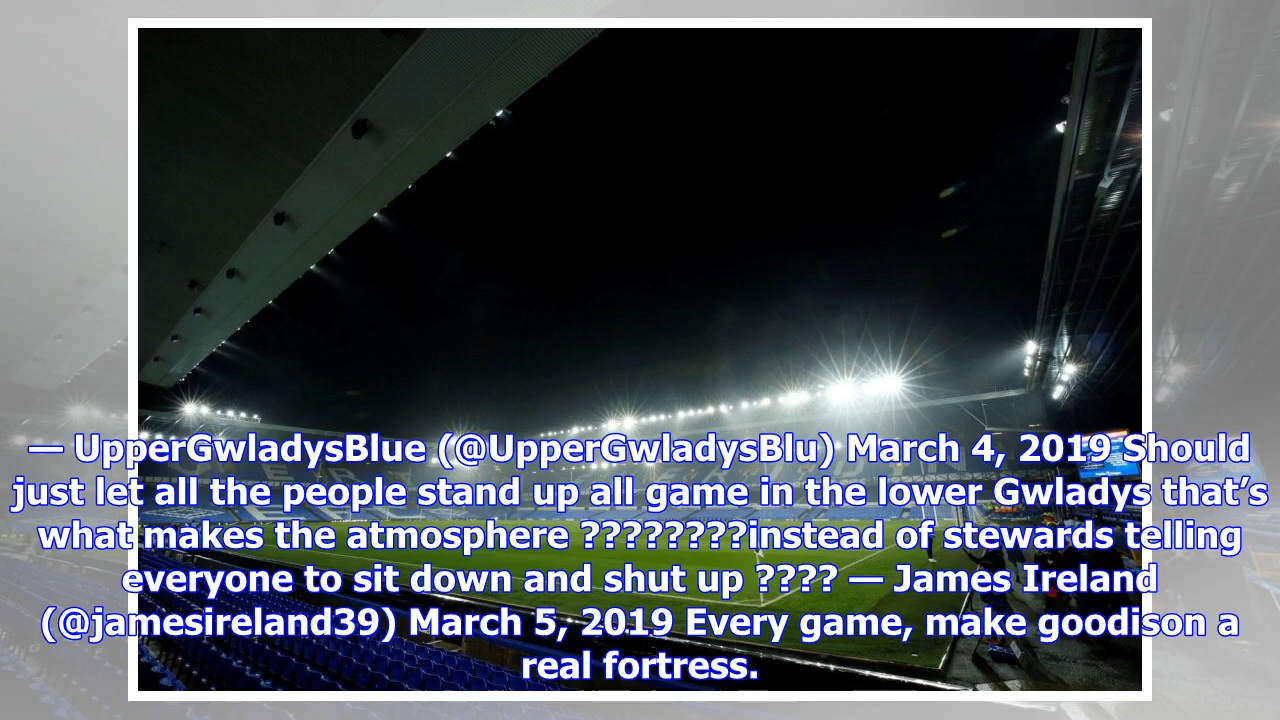 — UpperGwladysBlue (@UpperGwladysBlu) March 4, 2019 Should
just let all the people stand up all game in the lower Gwladys that’s
what makes the atmosphere ????????instead of stewards telling
everyone to sit down and shut up ???? — James Ireland
(@jamesireland39) March 5, 2019 Every game, make goodison a
real fortress.